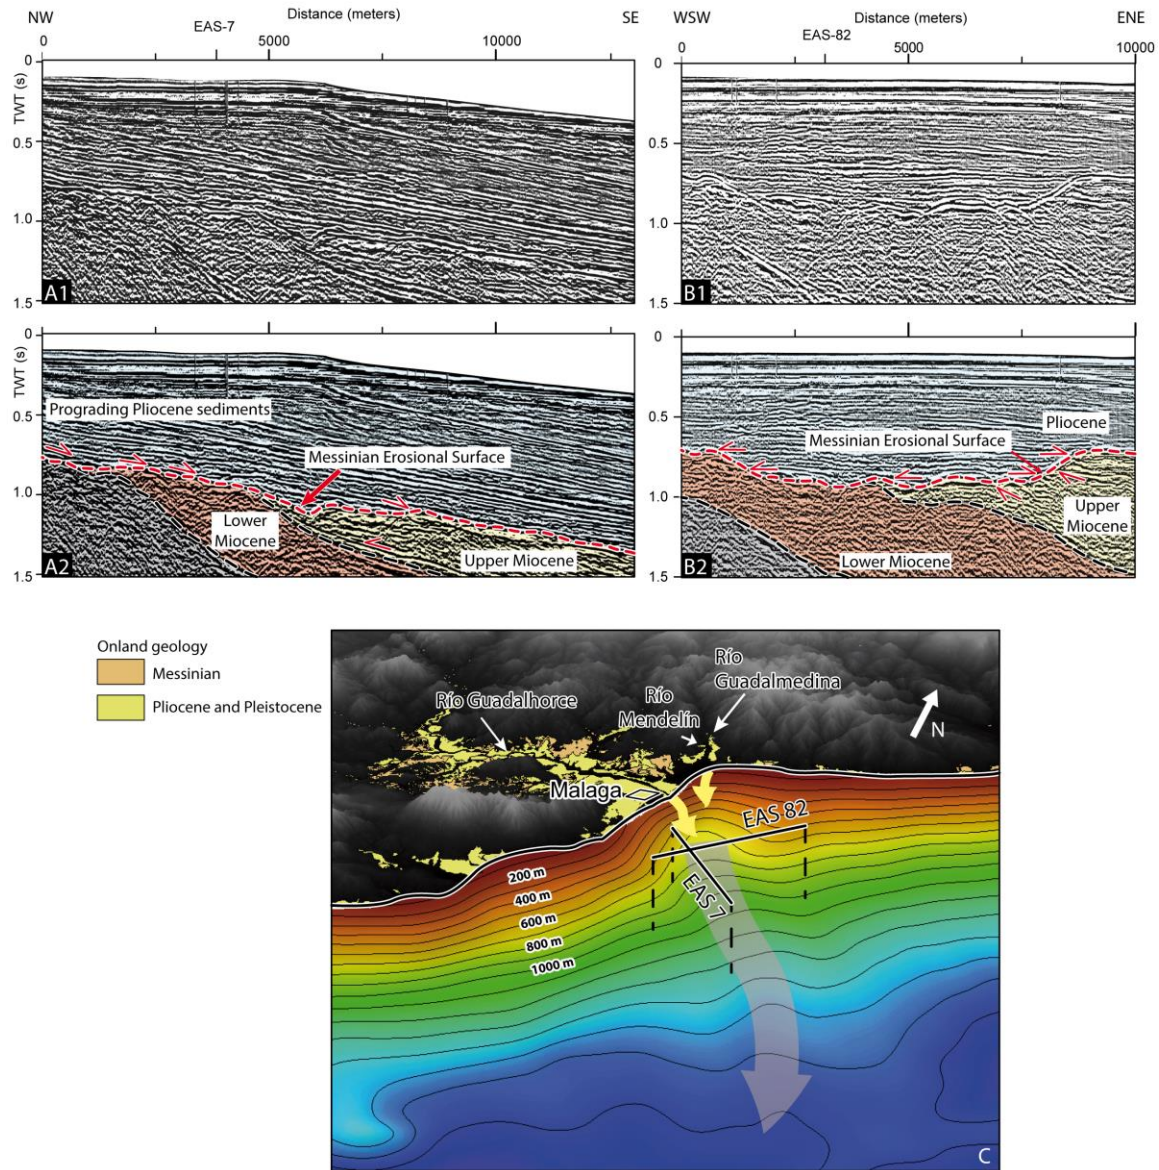 NW
Distance (meters)
SE
EAS-7
0
5000
10000
WSW
Distance (meters)
ENE
EAS-82
0
5000
10000
TWT (s)
0
0.5
1.0
1.5
A1
0
0.5
1.0
1.5
B1
TWT (s)
0
0.5
1.0
1.5
Prograding Pliocene sediments
Messinian Erosional Surface
Lower
Miocene
Upper Miocene
A2
0
0.5
1.0
1.5
Pliocene
Messinian Erosional Surface
Upper
Miocene
Lower Miocene
B2
Onland geology
Messinian
Pliocene and Pleistocene
Río
Guadalmedina
Río
Mendelín
Río Guadalhorce
N
Malaga
EAS 82
EAS 7
200 m
400 m
600 m
800 m
1000 m
C